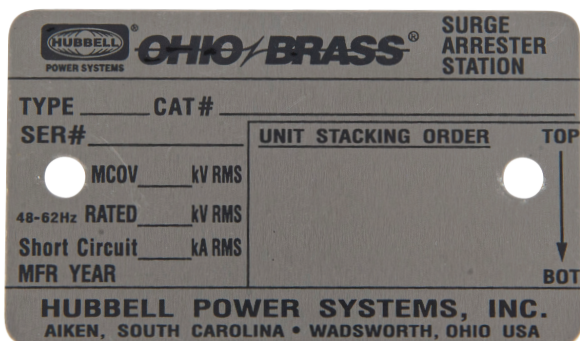 HUBBELL®
POWER SYSTEMS
OHIO BRASS®
SURGE
ARRESTER
STATION
TYPE CAT#
SER#
UNIT STACKING ORDER TOP
MCOV kV RMS
48-62Hz RATED kV RMS
Short Circuit kA RMS
MFR YEAR
BOT
HUBBELL POWER SYSTEMS, INC.
AIKEN, SOUTH CAROLINA • WADSWORTH, OHIO USA